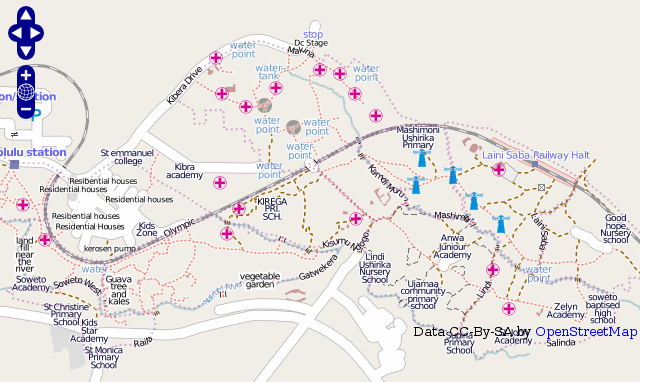 stop
Dc Stage
Makina
water
point
water
tank
water
point
Kibera Drive
on/station
P
water
point
water
point
water
point
Mashimoni
Ushirika
Primary
olulu station
St emmanuel
college
Kibra
academy
water
point
Laini Saba Railway Halt
Kamos Moru
Residential houses
Residential houses
Residential houses
Residential houses
Residential Houses
KIREGA
PRI.
SCH.
Mashimo
Laini Saba
Good
hope
Nursery
school
Kids
Zone
Olympic
kerosen pump
Kisumu Ndogo
Anwa
Juniour
Academy
land
fill
near
the
river
Soweto
Academy
water
Soweto West
Guava
tree
and
kales
vegetable
garden
Gatwekera
Lindi
Ushirika
Nursery
School
Ujamaa
community
primary
school
Lindi
water
point
St Christine
Primary
School
Kids
Star
Academy
St Monica
Primary
School
Raila
Zelyn
Academy
soweto
baptised
high
school
Primary
School
Academy
Salinda
Data CC-By-SA by OpenStreetMap